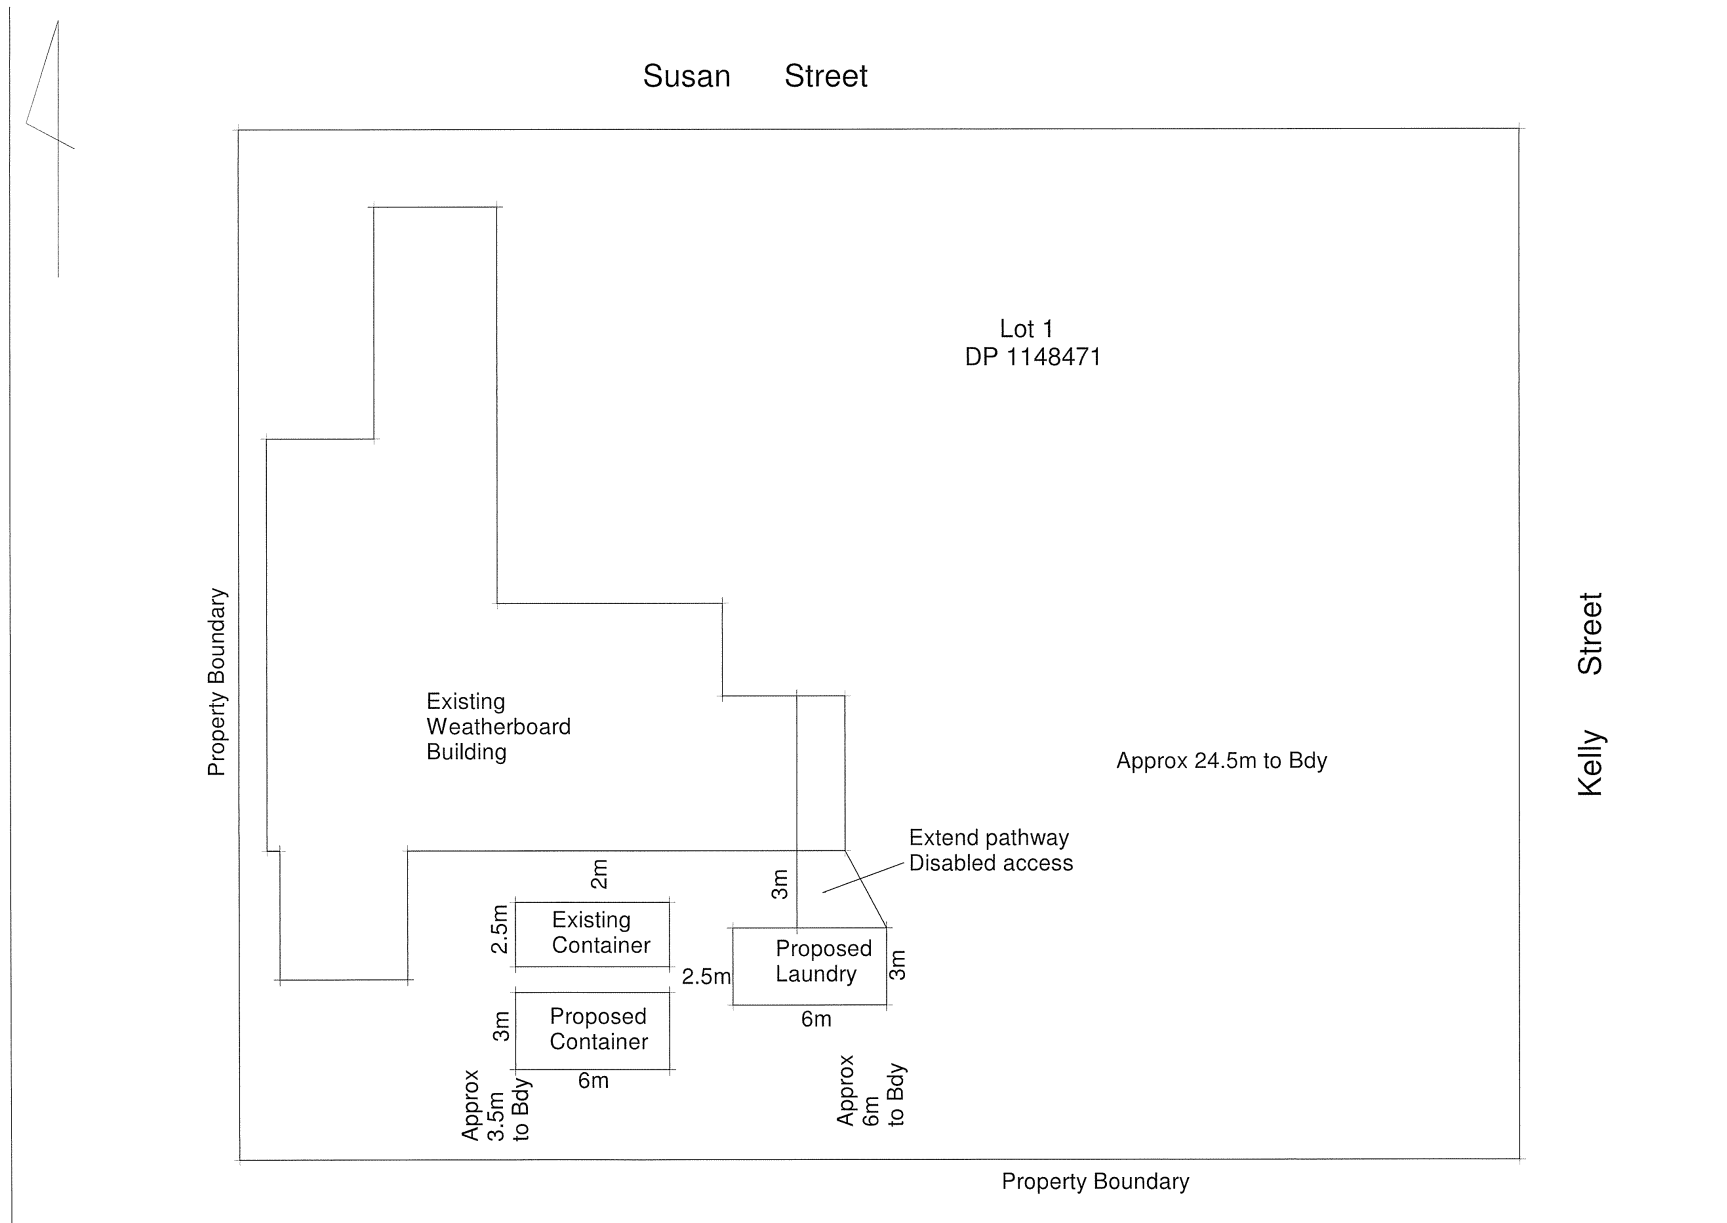 Susan Street
Lot 1
DP 1148471
Property Boundary
Kelly Street
Existing
Weatherboard
Building
Approx 24.5m to Bdy
Extend pathway
Disabled access
2m
3m
2.5m
Existing
Container
Proposed
Laundry
3m
2.5m
6m
3m
Proposed
Container
6m
Approx
3.5m
to Bdy
Approx
6m
to Bdy
Property Boundary